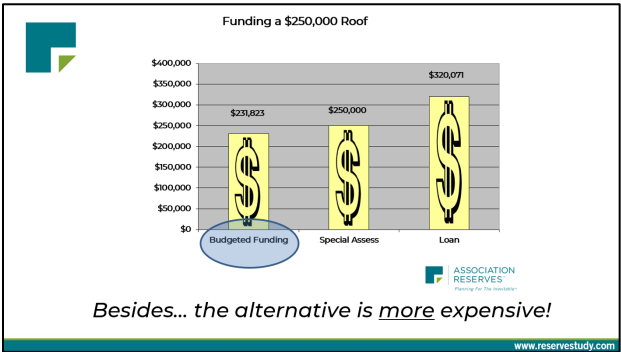 Funding a $250,000 Roof
$400,000
$350,000
$300,000
$250,000
$200,000
$150,000
$100,000
$50,000
$0
$231,823
$250,000
$320,071
$ $ $
Budgeted Funding Special Assess Loan
ASSOCIATION
RESERVES™
Planning For The Inevitable™
Besides... the alternative is more expensive!
www.reservestudy.com